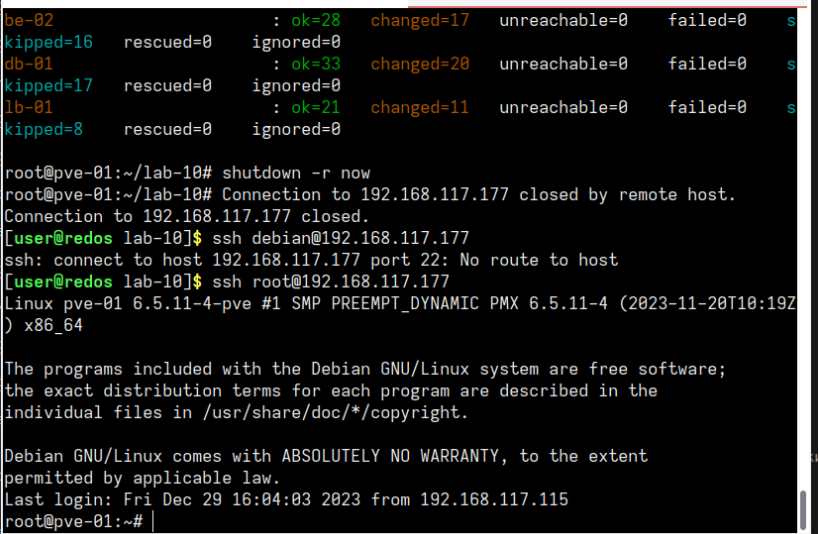 be-02                      : ok=28   changed=17   unreachable=0    failed=0    s
kipped=16   rescued=0    ignored=0
db-01                      : ok=33   changed=20   unreachable=0    failed=0    s
kipped=17   rescued=0    ignored=0
lb-01                      : ok=21   changed=11   unreachable=0    failed=0    s
kipped=8    rescued=0    ignored=0
root@pve-01:~/lab-10# shutdown -r now
root@pve-01:~/lab-10# Connection to 192.168.117.177 closed by remote host.
Connection to 192.168.117.177 closed.
[user@redos lab-10]$ ssh debian@192.168.117.177
ssh: connect to host 192.168.117.177 port 22: No route to host
[user@redos lab-10]$ ssh root@192.168.117.177
Linux pve-01 6.5.11-4-pve #1 SMP PREEMPT_DYNAMIC PMX 6.5.11-4 (2023-11-20T10:19Z
) x86_64
The programs included with the Debian GNU/Linux system are free software;
the exact distribution terms for each program are described in the
individual files in /usr/share/doc/*/copyright.
Debian GNU/Linux comes with ABSOLUTELY NO WARRANTY, to the extent
permitted by applicable law.
Last login: Fri Dec 29 16:04:03 2023 from 192.168.117.115
root@pve-01:~#